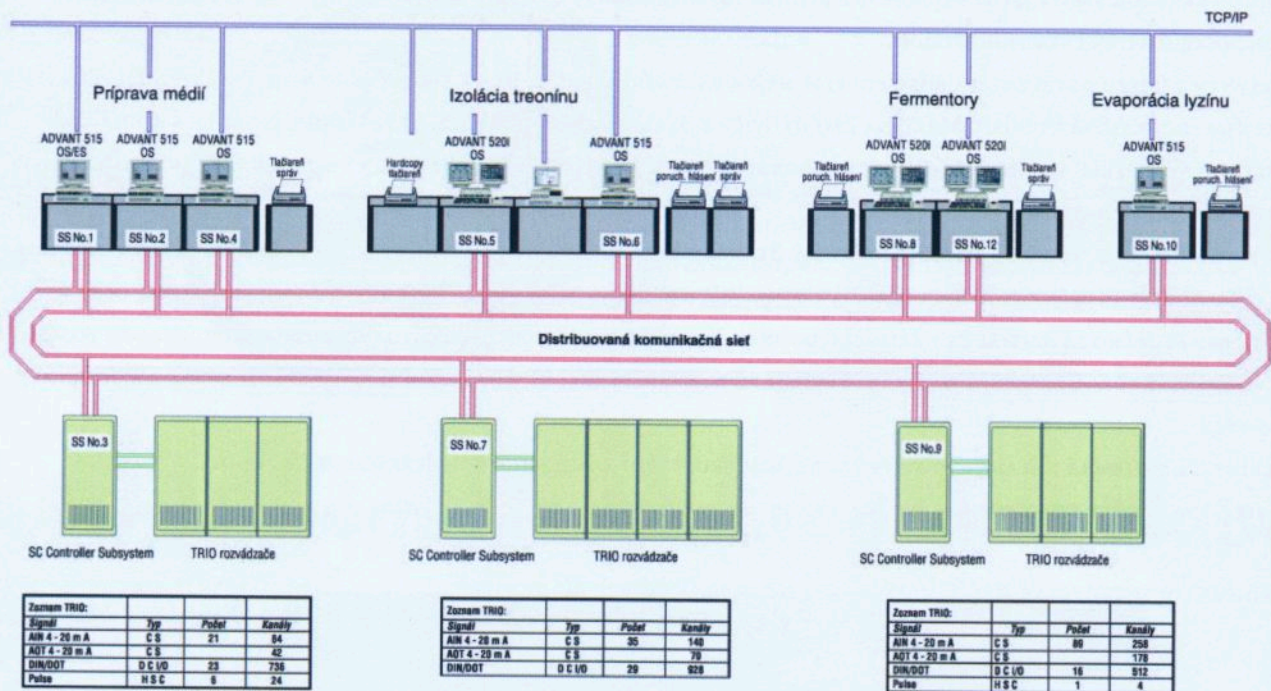 TCP/IP
Príprava médií
Izolácia treonínu
Fermentory
Evaporácia lyzínu
ADVANT 515
OS/ES
ADVANT 515
OS
ADVANT 515
OS
Tlačiareň
správ
Hardcopy
tlačiareň
ADVANT 520I
OS
ADVANT 515
OS
Tlačiareň
poruch. hlásení
Tlačiareň
správ
Tlačiareň
poruch. hlásení
ADVANT 520I
OS
ADVANT 520I
OS
Tlačiareň
správ
ADVANT 515
OS
Tlačiareň
poruch. hlásení
SS No.1
SS No.2
SS No.4
SS No.5
SS No.6
SS No.8
SS No.12
SS No.10
Distribuovaná komunikačná sieť
SS No.3
SS No.7
SS No.9
SC Controller Subsystem
TRIO rozvádzače
SC Controller Subsystem
TRIO rozvádzače
SC Controller Subsystem
TRIO rozvádzače
Zoznam TRIO:
Signál Typ Počet Kanály
AIN 4 - 20 m A C S 21 84
AOT 4 - 20 m A C S 42
DIN/DOT D C I/O 23 736
Pulse H S C 6 24
Zoznam TRIO:
Signál Typ Počet Kanály
AIN 4 - 20 m A C S 35 140
AOT 4 - 20 m A C S 70
DIN/DOT D C I/O 29 928
Zoznam TRIO:
Signál Typ Počet Kanály
AIN 4 - 20 m A C S 89 256
AOT 4 - 20 m A C S 178
DIN/DOT D C I/O 16 512
Pulse H S C 1 4